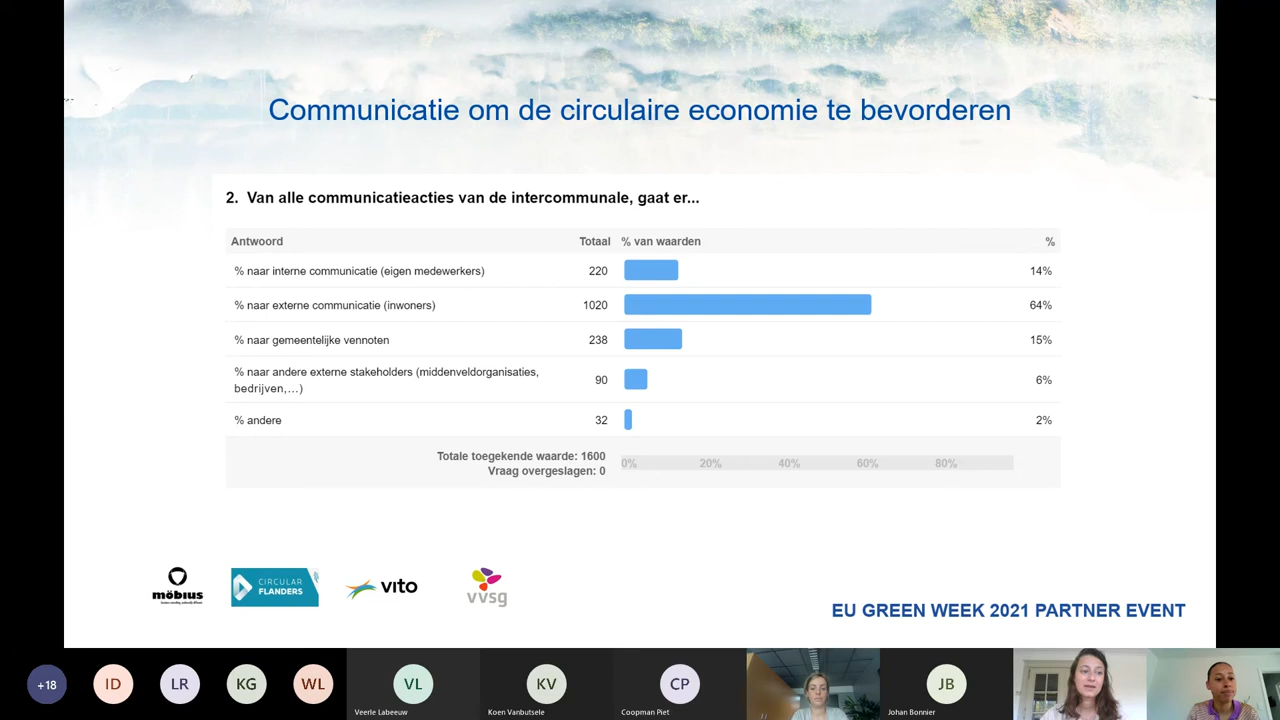 Communicatie om de circulaire economie te bevorderen
2. Van alle communicatieacties van de intercommunale, gaat er...
Antwoord Totaal % van waarden %
% naar interne communicatie (eigen medewerkers) 220 14%
% naar externe communicatie (inwoners) 1020 64%
% naar gemeentelijke vennoten 238 15%
% naar andere externe stakeholders (middenveldorganisaties,
bedrijven,...) 90 6%
% andere 32 2%
Totale toegekende waarde: 1600
Vraag overgeslagen: 0
0% 20% 40% 60% 80%
möbius
CIRCULAR
FLANDERS
vito
vvsg
EU GREEN WEEK 2021 PARTNER EVENT
+18 ID LR KG WL VL KV CP JB
Veerle Labeeuw Koen Vanbutsele Coopman Piet Johan Bonnier